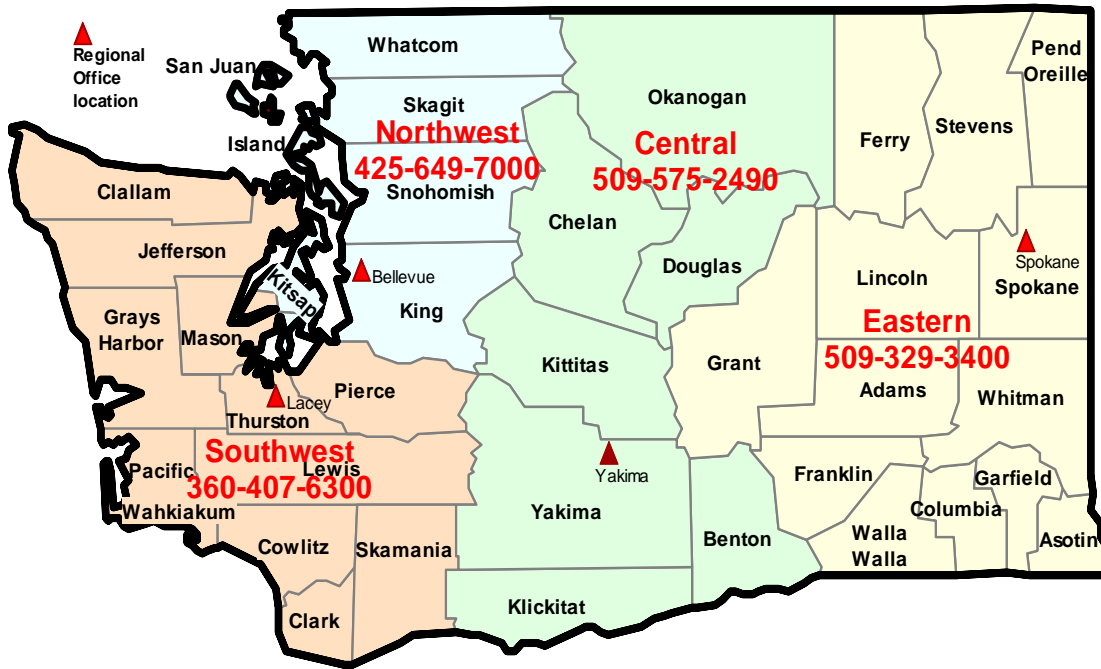 Regional
Office
location
San Juan
Island
Whatcom
Skagit
Northwest
425-649-7000
Snohomish
Bellevue
King
Kitsap
Okanogan
Central
509-575-2490
Chelan
Douglas
Kittitas
Yakima
Yakima
Benton
Klickitat
Pend
Oreille
Stevens
Ferry
Spokane
Spokane
Lincoln
Eastern
509-329-3400
Grant
Adams
Whitman
Franklin
Garfield
Columbia
Walla
Walla
Asotin
Clallam
Jefferson
Grays
Harbor
Mason
Pierce
Lacey
Thurston
Southwest
Lewis
360-407-6300
Pacific
Wahkiakum
Cowlitz
Skamania
Clark